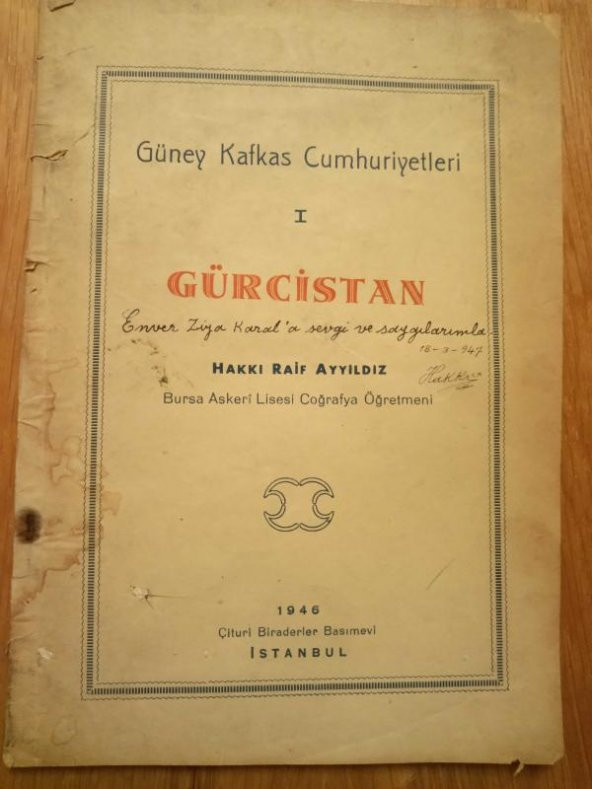 Güney Kafkas Cumhuriyetleri
I
GÜRCİSTAN
Enver Ziya Karal'a sevgi ve saygılarımla
18-3-947
HAKKI RAİF AYYILDIZ
Hakkı
Bursa Askerî Lisesi Coğrafya Öğretmeni
1946
Çituri Biraderler Basımevi
İSTANBUL